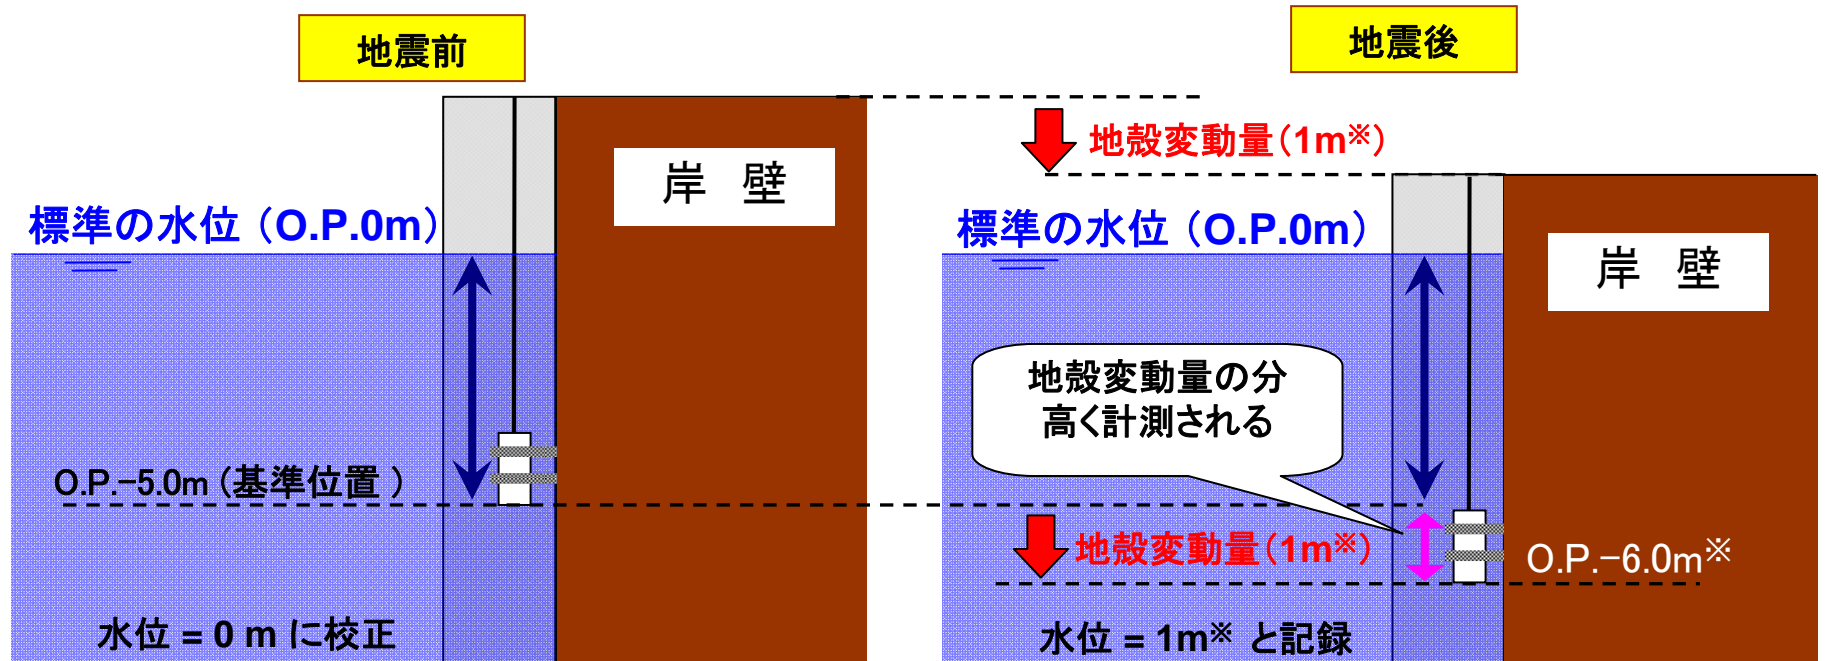 地震前
地震後
地殻変動量（1m※）
岸　壁
標準の水位（O.P.0m）
標準の水位（O.P.0m）
岸　壁
地殻変動量の分
高く計測される
O.P.-5.0m（基準位置 ）
地殻変動量（1m※）
O.P.-6.0m※
水位 = 0 m に校正
水位 = 1m※ と記録